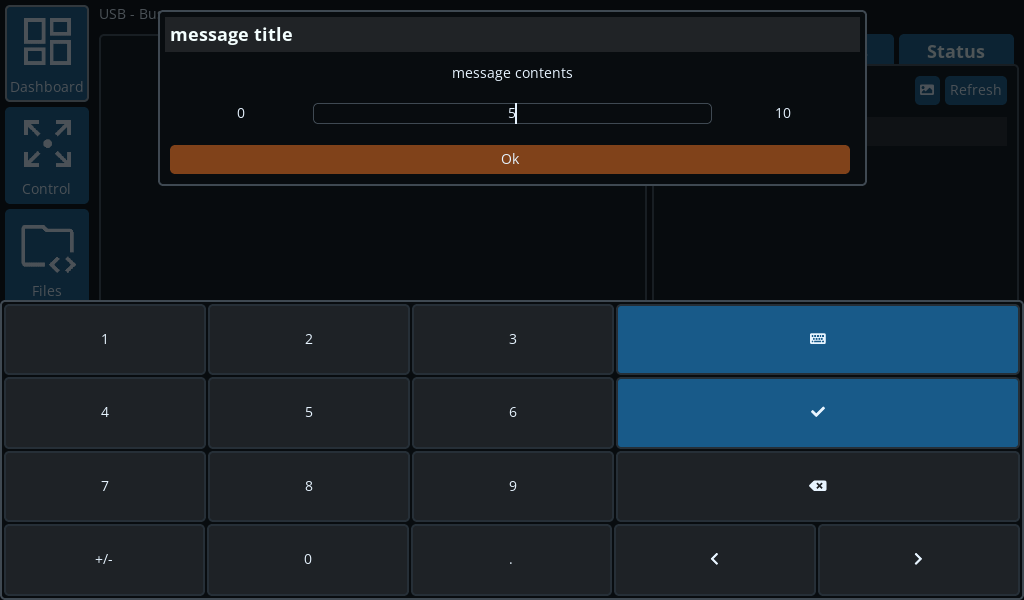 USB - Bu
message title
Dashboard
Status
message contents
Refresh
0
5
10
Ok
Control
Files
1
2
3
4
5
6
7
8
9
+/-
0
.